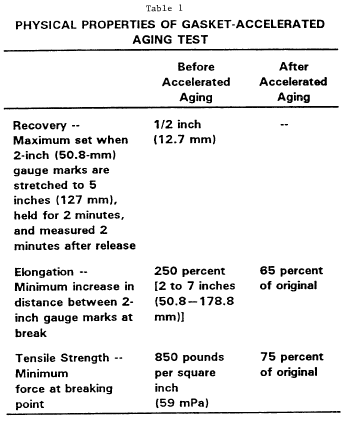 Table 1
PHYSICAL PROPERTIES OF GASKET-ACCELERATED
AGING TEST
Before
Accelerated
Aging
After
Accelerated
Aging
Recovery --
Maximum set when
2-inch (50.8-mm)
gauge marks are
stretched to 5
inches (127 mm),
held for 2 minutes,
and measured 2
minutes after release
1/2 inch
(12.7 mm)
--
Elongation --
Minimum increase in
distance between 2-
inch gauge marks at
break
250 percent
[2 to 7 inches
(50.8—178.8
mm)]
65 percent
of original
Tensile Strength --
Minimum
force at breaking
point
850 pounds
per square
inch
(59 mPa)
75 percent
of original